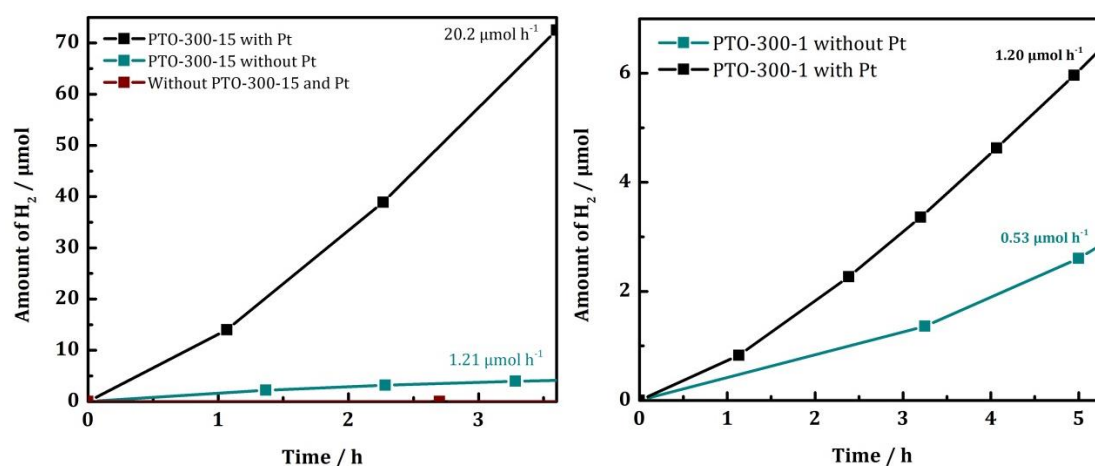 70
60
50
40
30
20
10
0
0
1
2
3
Amount of H₂ / μmol
Time / h
PTO-300-15 with Pt
PTO-300-15 without Pt
Without PTO-300-15 and Pt
20.2 μmol h⁻¹
1.21 μmol h⁻¹
6
4
2
0
0
1
2
3
4
5
Amount of H₂ / μmol
Time / h
PTO-300-1 without Pt
PTO-300-1 with Pt
1.20 μmol h⁻¹
0.53 μmol h⁻¹